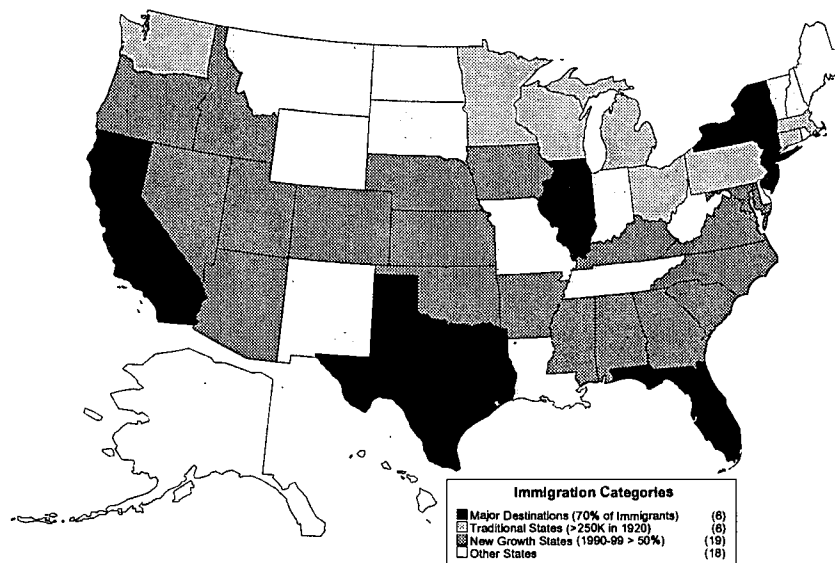 Immigration Categories
Major Destinations (70% of Immigrants) (6)
Traditional States (>250K in 1920) (6)
New Growth States (1990-99 > 50%) (19)
Other States (18)